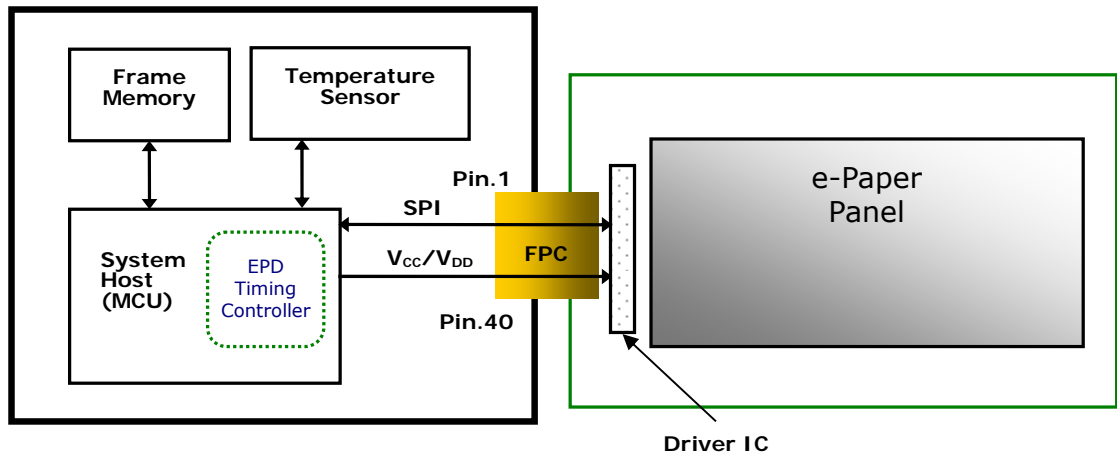 Frame
Memory
Temperature
Sensor
Pin.1
SPI
System
Host
(MCU)
EPD
Timing
Controller
VCC/VDD
FPC
Pin.40
e-Paper
Panel
Driver IC